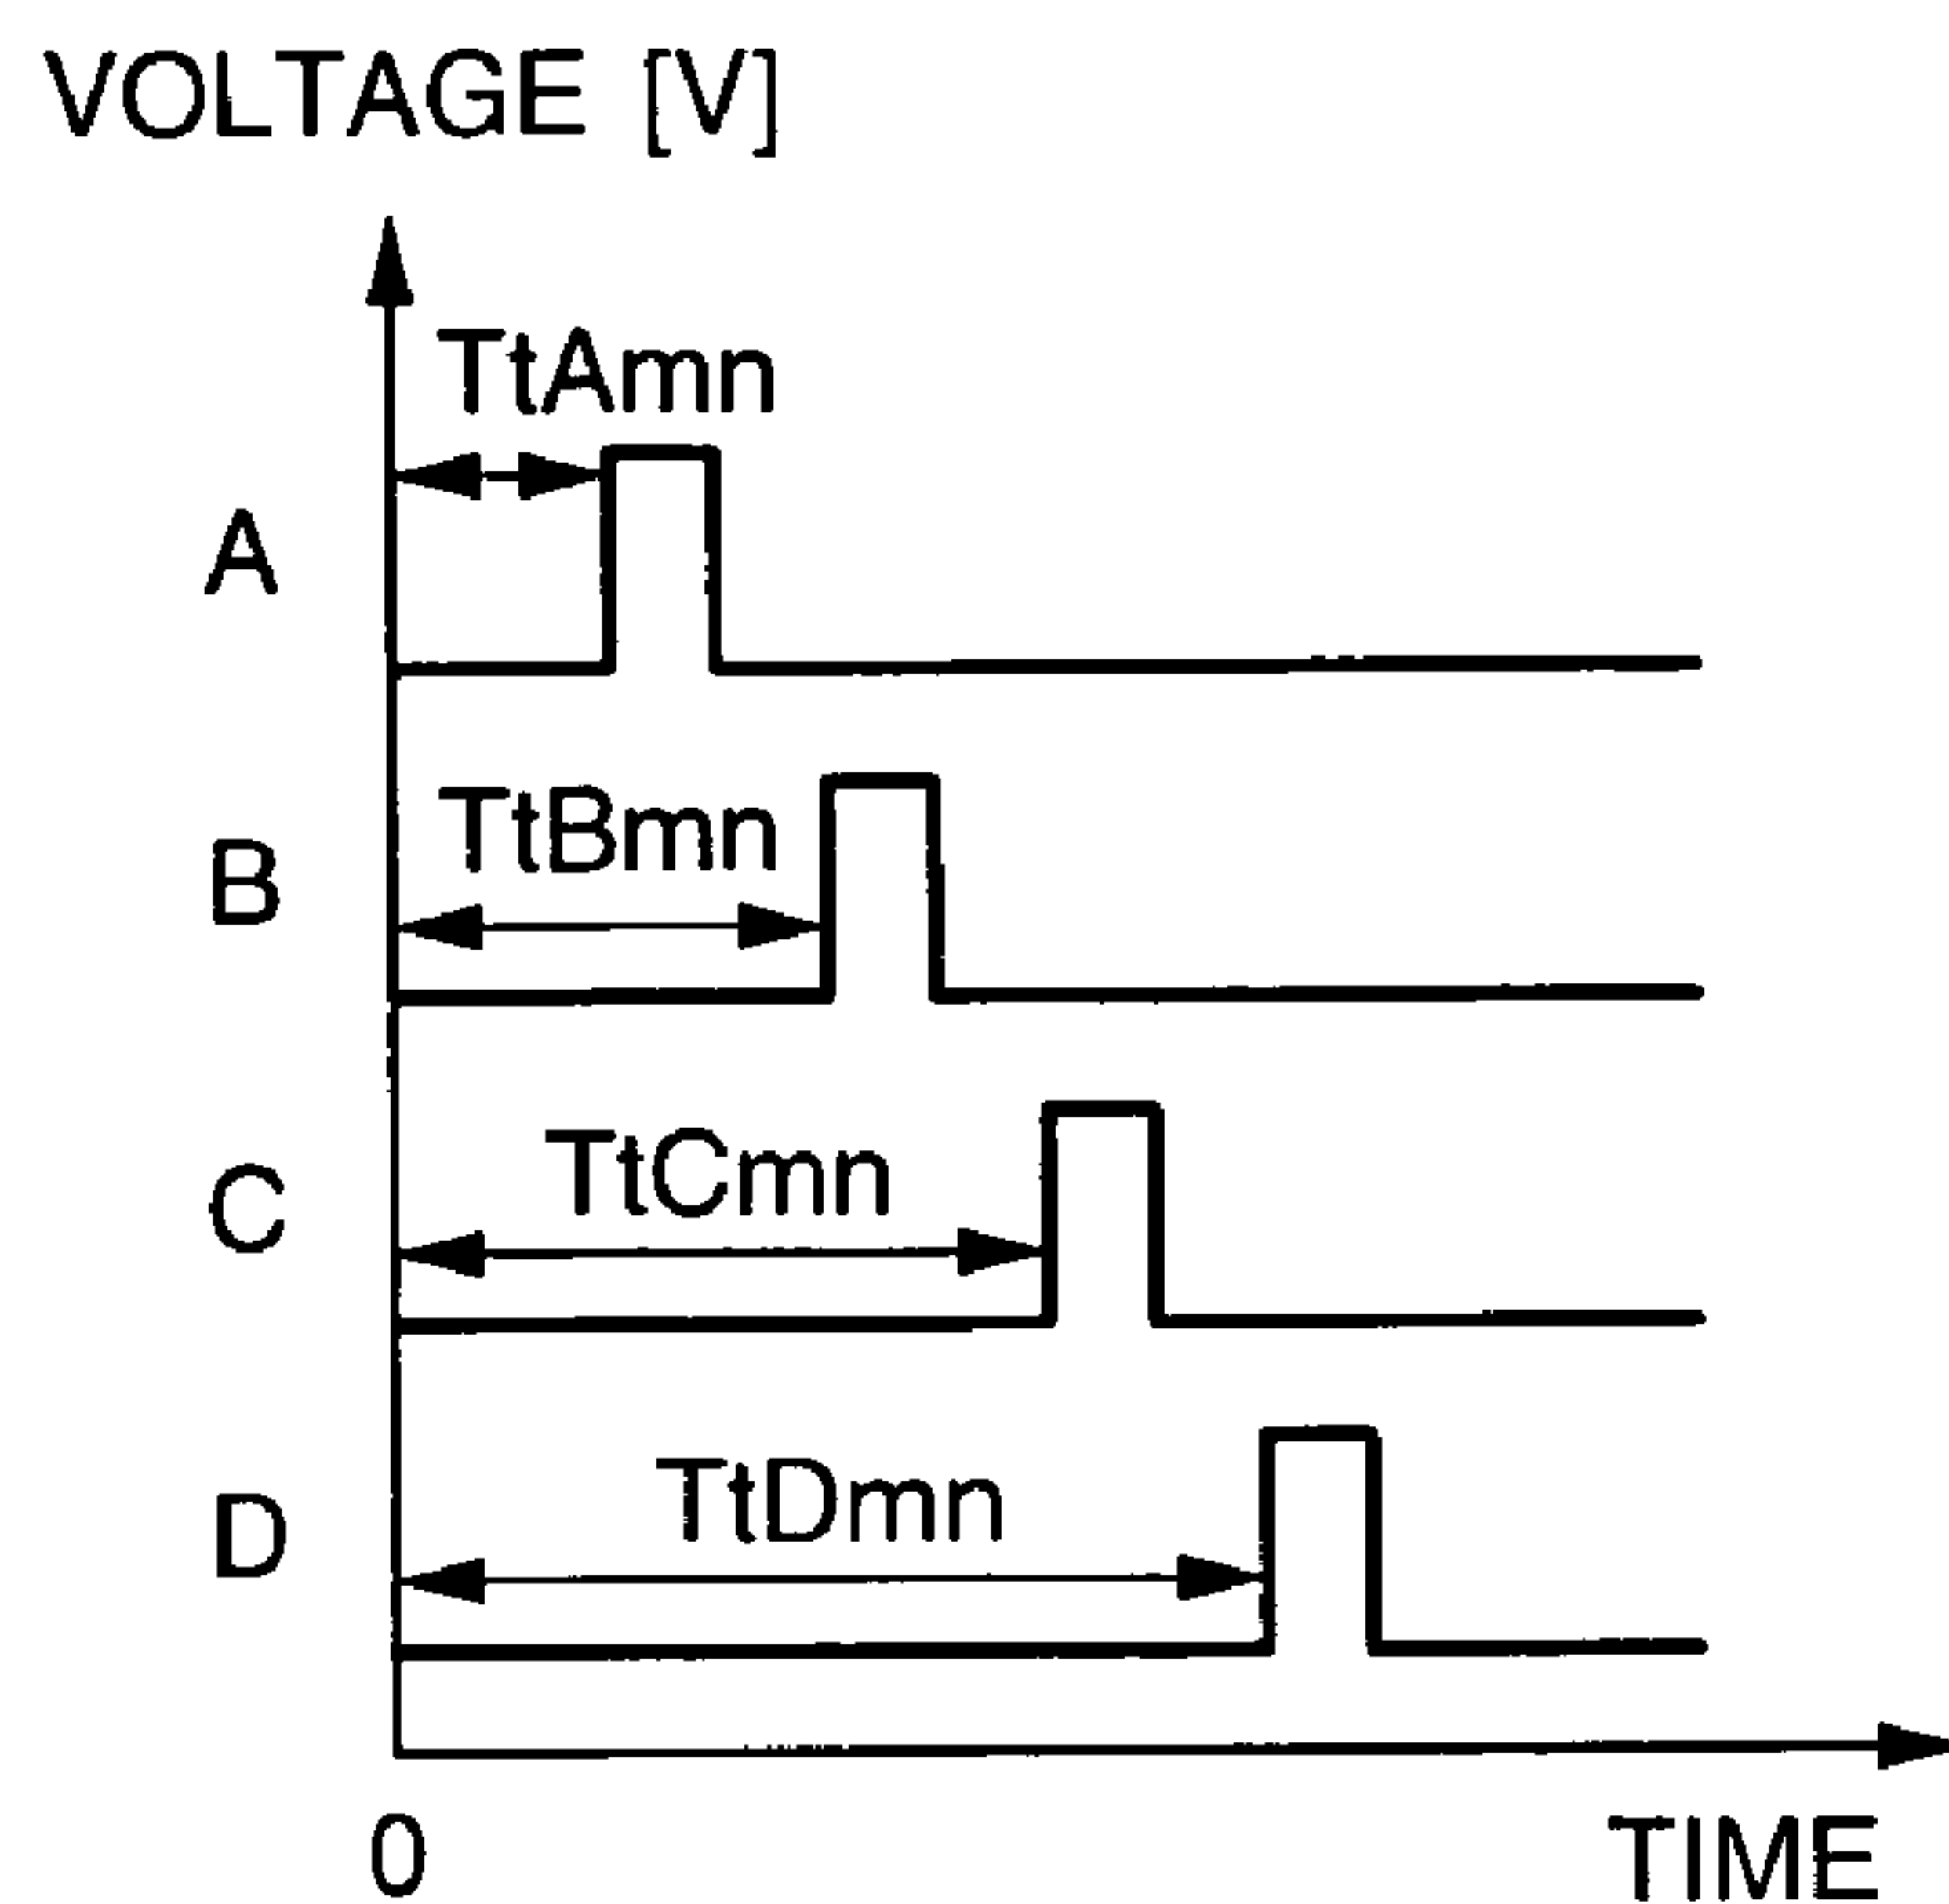 VOLTAGE [V]
TtAmn
A
TtBmn
B
TtCmn
C
TtDmn
D
0
TIME